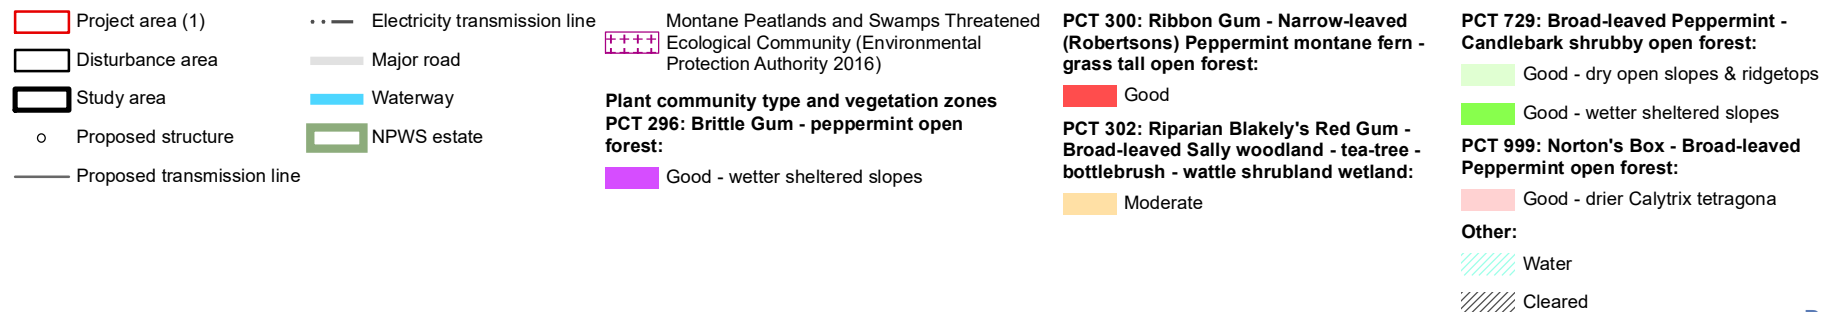 Project area (1)
Disturbance area
Study area
Proposed structure
Proposed transmission line
Electricity transmission line
Major road
Waterway
NPWS estate
Montane Peatlands and Swamps Threatened
Ecological Community (Environmental
Protection Authority 2016)
Plant community type and vegetation zones
PCT 296: Brittle Gum - peppermint open
forest:
Good - wetter sheltered slopes
PCT 300: Ribbon Gum - Narrow-leaved
(Robertsons) Peppermint montane fern -
grass tall open forest:
Good
PCT 302: Riparian Blakely's Red Gum -
Broad-leaved Sally woodland - tea-tree -
bottlebrush - wattle shrubland wetland:
Moderate
PCT 729: Broad-leaved Peppermint -
Candlebark shrubby open forest:
Good - dry open slopes & ridgetops
Good - wetter sheltered slopes
PCT 999: Norton's Box - Broad-leaved
Peppermint open forest:
Good - drier Calytrix tetragona
Other:
Water
Cleared